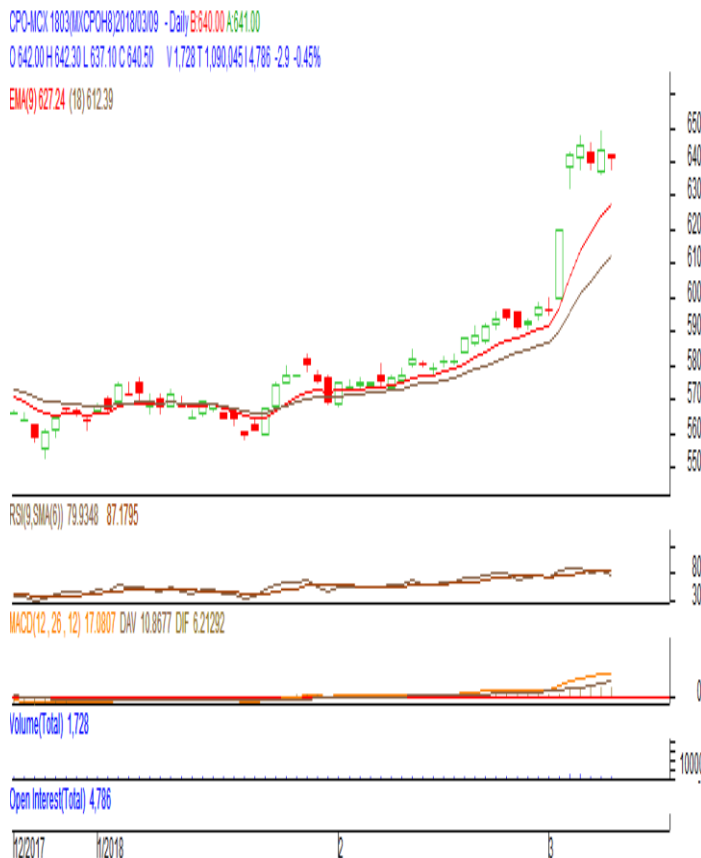 CPO-MCX 1803(MXCPOH8)2018/03/09 - Daily B:640.00 A:641.00
O 642.00 H 642.30 L 637.10 C 640.50 V 1,728 T 1,090,045 I 4,786 -2.9 -0.45%
EMA(9) 627.24 (18) 612.39
650
640
630
620
610
600
590
580
570
560
550
RSI(9,SMA(6)) 79.9348 87.1795
80
30
MACD(12 , 26 , 12) 17.0807 DAV 10.8677 DIF 6.21292
0
Volume(Total) 1,728
10000
Open Interest(Total) 4,786
12/2017 1/2018 2 3